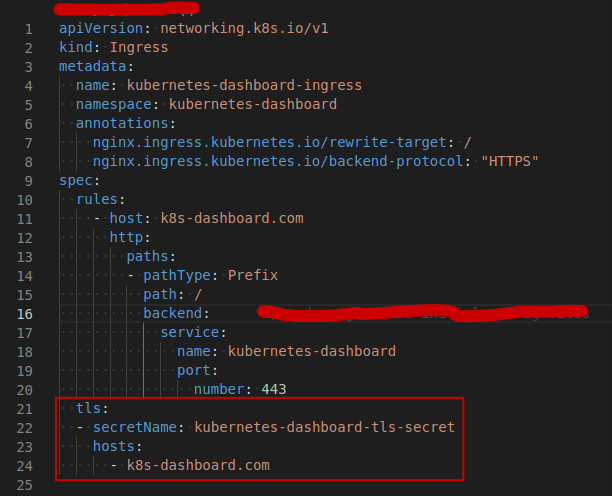 1 apiVersion: networking.k8s.io/v1
2 kind: Ingress
3 metadata:
4 name: kubernetes-dashboard-ingress
5 namespace: kubernetes-dashboard
6 annotations:
7 nginx.ingress.kubernetes.io/rewrite-target: /
8 nginx.ingress.kubernetes.io/backend-protocol: "HTTPS"
9 spec:
10 rules:
11 - host: k8s-dashboard.com
12 http:
13 paths:
14 - pathType: Prefix
15 path: /
16 backend:
17 service:
18 name: kubernetes-dashboard
19 port:
20 number: 443
21 tls:
22 - secretName: kubernetes-dashboard-tls-secret
23 hosts:
24 - k8s-dashboard.com
25